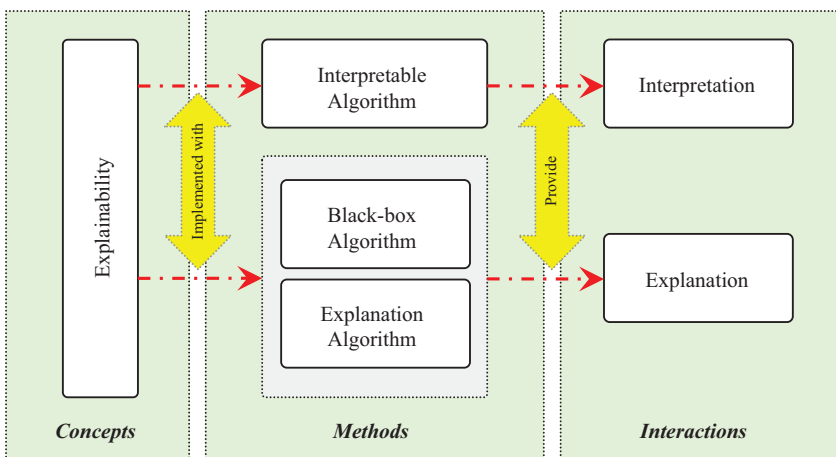 Explainability
Implemented with
Interpretable
Algorithm
Black-box
Algorithm
Explanation
Algorithm
Provide
Interpretation
Explanation
Concepts
Methods
Interactions